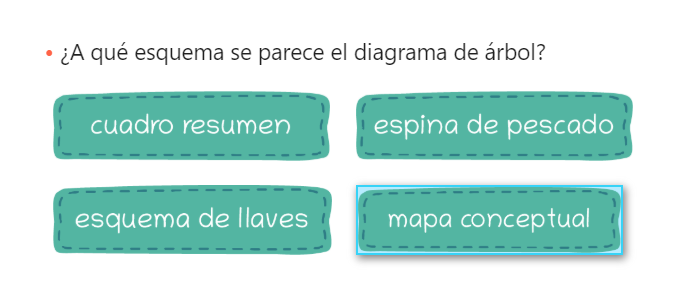 • ¿A qué esquema se parece el diagrama de árbol?
cuadro resumen
espina de pescado
esquema de llaves
mapa conceptual